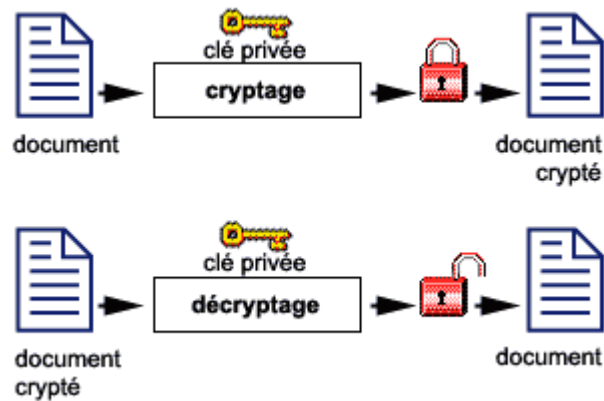 clé privée
cryptage
document
document
crypté
clé privée
décryptage
document
crypté
document